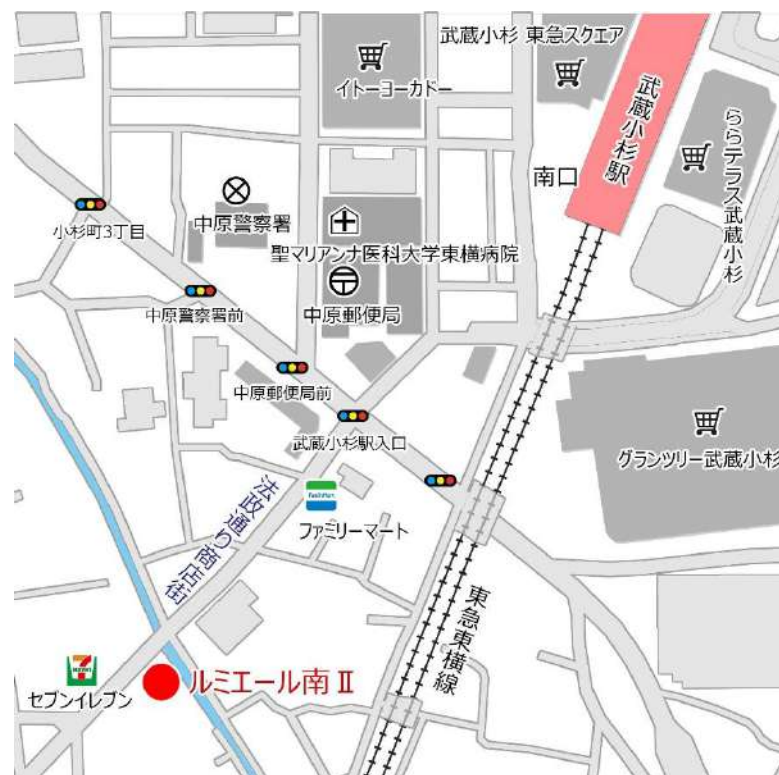 武蔵小杉 東急スクエア
イトーヨーカドー
武蔵小杉駅
ららテラス武蔵小杉
南口
中原警察署
小杉町3丁目
聖マリアンナ医科大学東横病院
中原警察署前
中原郵便局
中原郵便局前
武蔵小杉駅入口
グランツリー武蔵小杉
法政通り商店街
FamilyMart
ファミリーマート
東急東横線
7
ELEVEn
セブンイレブン
ルミエール南Ⅱ